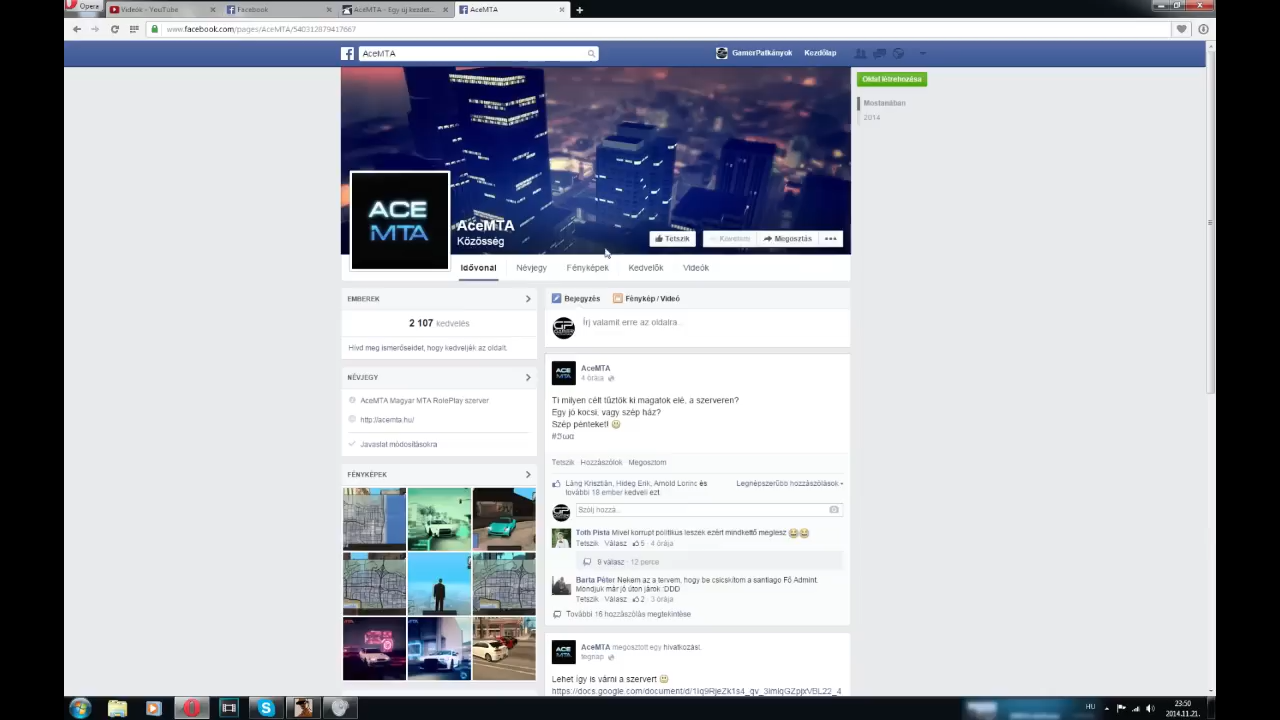 Opera
Videók - YouTube
Facebook
AceMTA - Egy új kezdet...
AceMTA
www.facebook.com/pages/AceMTA/540312879417667
AceMTA
GamerPatkányok
Kezdőlap
Oldal létrehozása
Mostanában
2014
ACE
MTA
AceMTA
Közösség
Tetszik
Követem
Megosztás
Idővonal
Névjegy
Fényképek
Kedvelők
Videók
EMBEREK
2 107 kedvelés
Hívd meg ismerőseidet, hogy kedveljék az oldalt.
NÉVJEGY
AceMTA Magyar MTA RolePlay szerver
http://acemta.hu/
Javaslat módosításokra
FÉNYKÉPEK
Bejegyzés
Fénykép / Videó
GP
Írj valamit erre az oldalra...
ACE
MTA
AceMTA
4 órája
Ti milyen célt tűztök ki magatok elé, a szerveren?
Egy jó kocsi, vagy szép ház?
Szép pénteket!
Tetszik · Hozzászólok · Megosztom
Láng Krisztián, Hideg Erik, Arnold Lorinc és
további 18 ember kedveli ezt
Legnépszerűbb hozzászólások
Szólj hozzá...
Toth Pista Mivel korrupt politikus leszek ezért mindkettő meglesz
Tetszik · Válasz · 5 · 4 órája
9 válasz · 12 perce
Barta Péter Nekem az a tervem, hogy be csicskítom a santiago Fő Admint.
Mondjuk már jó úton járok :DDD
Tetszik · Válasz · 2 · 3 órája
További 16 hozzászólás megtekintése
ACE
MTA
AceMTA megosztott egy hivatkozást.
tegnap
Lehet így is várni a szervert
HU
23:50
2014.11.21.